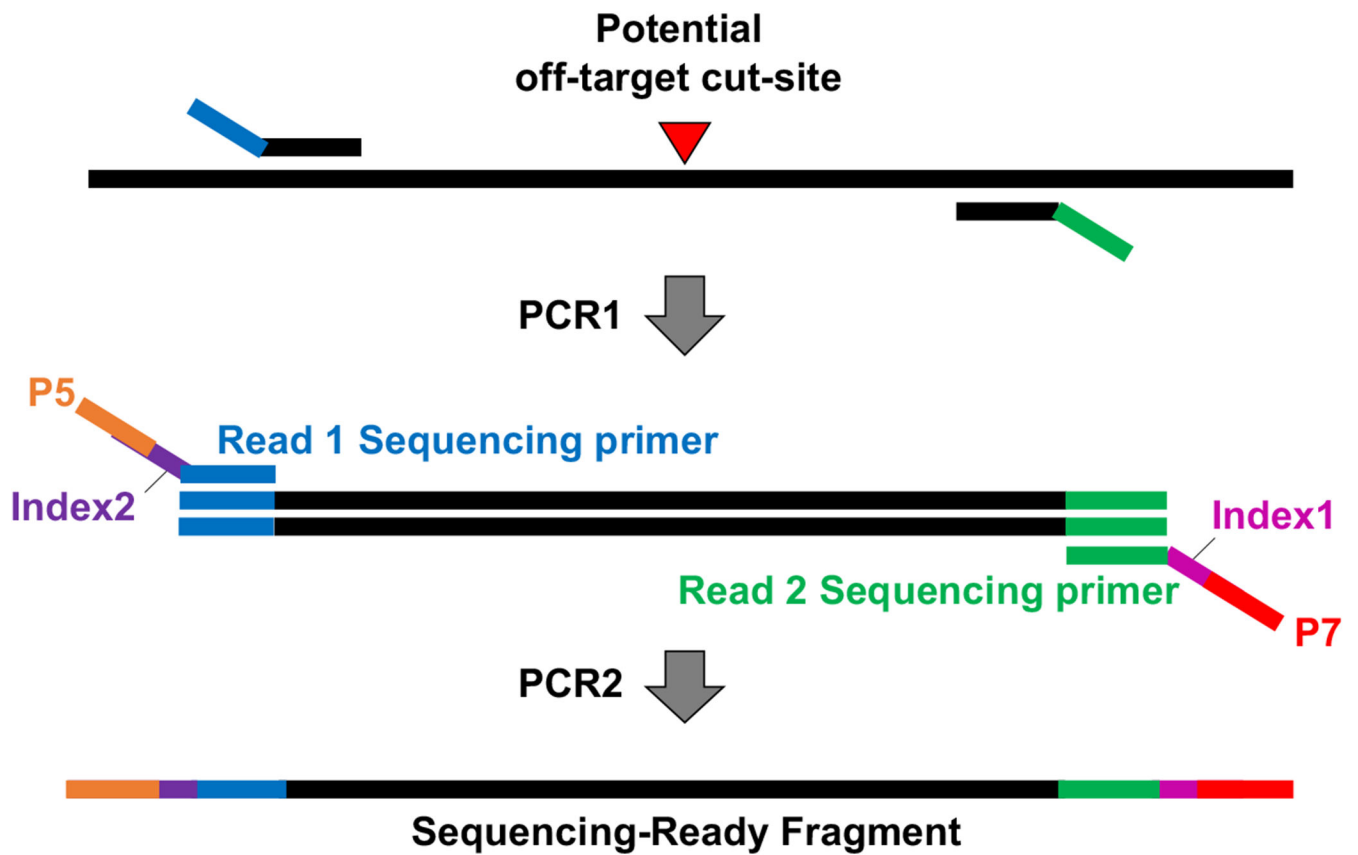 Potential
off-target cut-site
PCR1
P5
Read 1 Sequencing primer
Index2
Index1
Read 2 Sequencing primer
P7
PCR2
Sequencing-Ready Fragment